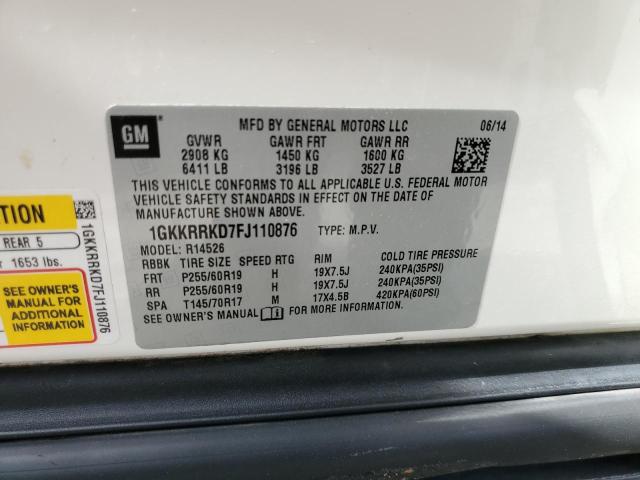 GM
MFD BY GENERAL MOTORS LLC 06/14
GVWR GAWR FRT GAWR RR
2908 KG 1450 KG 1600 KG
6411 LB 3196 LB 3527 LB
THIS VEHICLE CONFORMS TO ALL APPLICABLE U.S. FEDERAL MOTOR
VEHICLE SAFETY STANDARDS IN EFFECT ON THE DATE OF
MANUFACTURE SHOWN ABOVE.
1GKKRRKD7FJ110876 TYPE: M.P.V.
MODEL: R14526
RBBK TIRE SIZE SPEED RTG RIM COLD TIRE PRESSURE
FRT P255/60R19 H 19X7.5J 240KPA(35PSI)
RR P255/60R19 H 19X7.5J 240KPA(35PSI)
SPA T145/70R17 M 17X4.5B 420KPA(60PSI)
SEE OWNER'S MANUAL FOR MORE INFORMATION.
TION
REAR 5
r 1653 lbs.
SEE OWNER'S
MANUAL FOR
ADDITIONAL
INFORMATION
1GKKRRKD7FJ110876